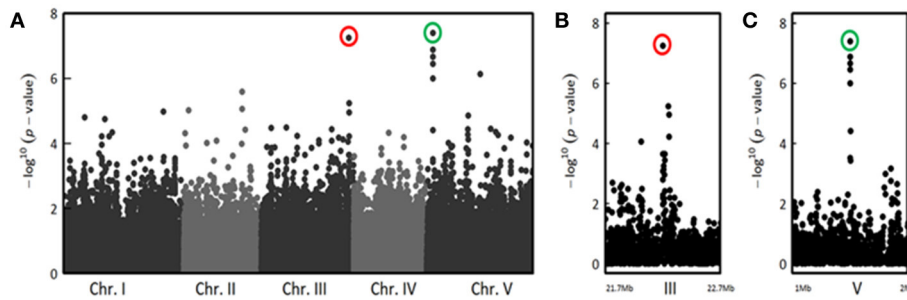 A
B
C
8
6
4
2
0
−log¹⁰ (p − value)
Chr. I Chr. II Chr. III Chr. IV Chr. V
8
6
4
2
0
−log¹⁰ (p − value)
21.7Mb III 22.7Mb
8
6
4
2
0
−log¹⁰ (p − value)
1Mb V